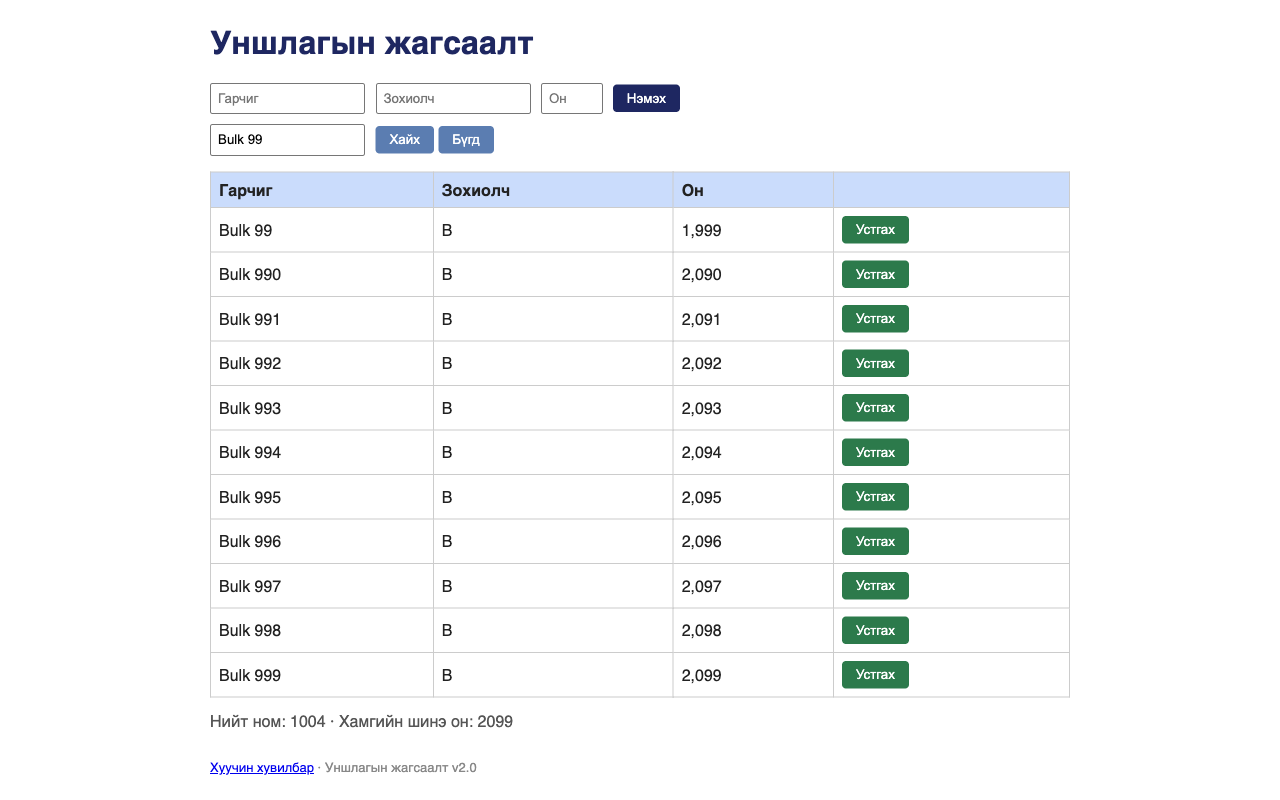 Уншлагын жагсаалт
Гарчиг Зохиолч Он Нэмэх
Bulk 99 Хайх Бүгд
Гарчиг Зохиолч Он
Bulk 99 B 1,999 Устгах
Bulk 990 B 2,090 Устгах
Bulk 991 B 2,091 Устгах
Bulk 992 B 2,092 Устгах
Bulk 993 B 2,093 Устгах
Bulk 994 B 2,094 Устгах
Bulk 995 B 2,095 Устгах
Bulk 996 B 2,096 Устгах
Bulk 997 B 2,097 Устгах
Bulk 998 B 2,098 Устгах
Bulk 999 B 2,099 Устгах
Нийт ном: 1004 · Хамгийн шинэ он: 2099
Хуучин хувилбар · Уншлагын жагсаалт v2.0